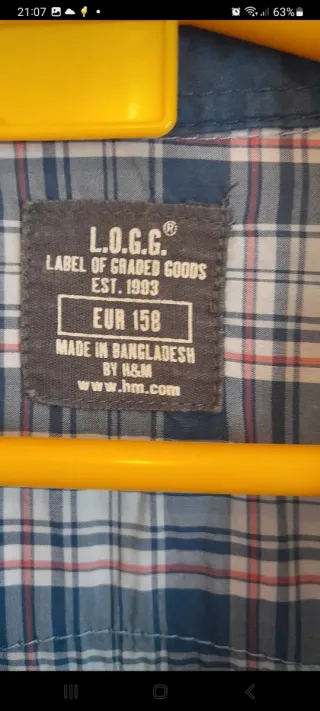 21:07
63%
L.O.G.G.®
LABEL OF GRADED GOODS
EST. 1993
EUR 158
MADE IN BANGLADESH
BY H&M
www.hm.com